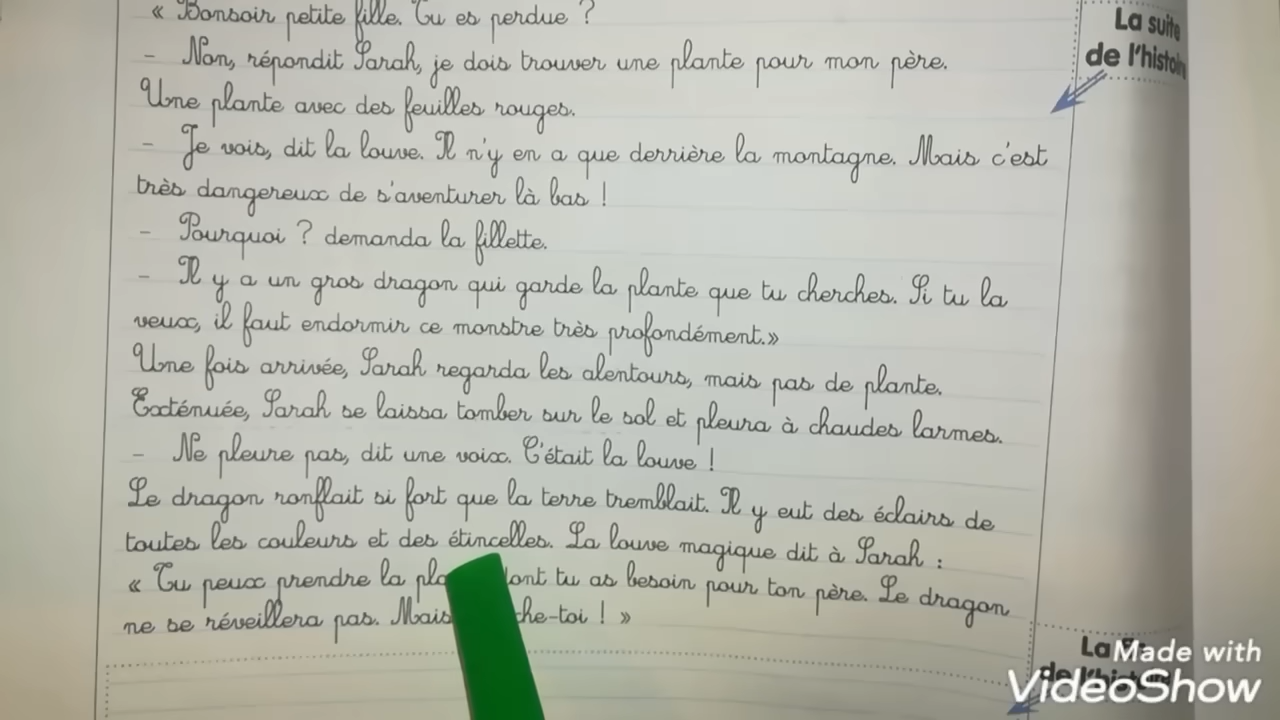 « Bonsoir petite fille. Tu es perdue ?
- Non, répondit Sarah, je dois trouver une plante pour mon père.
Une plante avec des feuilles rouges.
- Je vois, dit la louve. Il n'y en a que derrière la montagne. Mais c'est
très dangereux de s'aventurer là bas !
- Pourquoi ? demanda la fillette.
- Il y a un gros dragon qui garde la plante que tu cherches. Si tu la
veux, il faut endormir ce monstre très profondément.»
Une fois arrivée, Sarah regarda les alentours, mais pas de plante.
Exténuée, Sarah se laissa tomber sur le sol et pleura à chaudes larmes.
- Ne pleure pas, dit une voix. C'était la louve !
Le dragon ronflait si fort que la terre tremblait. Il y eut des éclairs de
toutes les couleurs et des étincelles. La louve magique dit à Sarah :
« Tu peux prendre la dont tu as besoin pour ton père. Le dragon
ne se réveillera pas. Mais che-toi ! »
La suite
de l'histoire
La
Made with
VideoShow